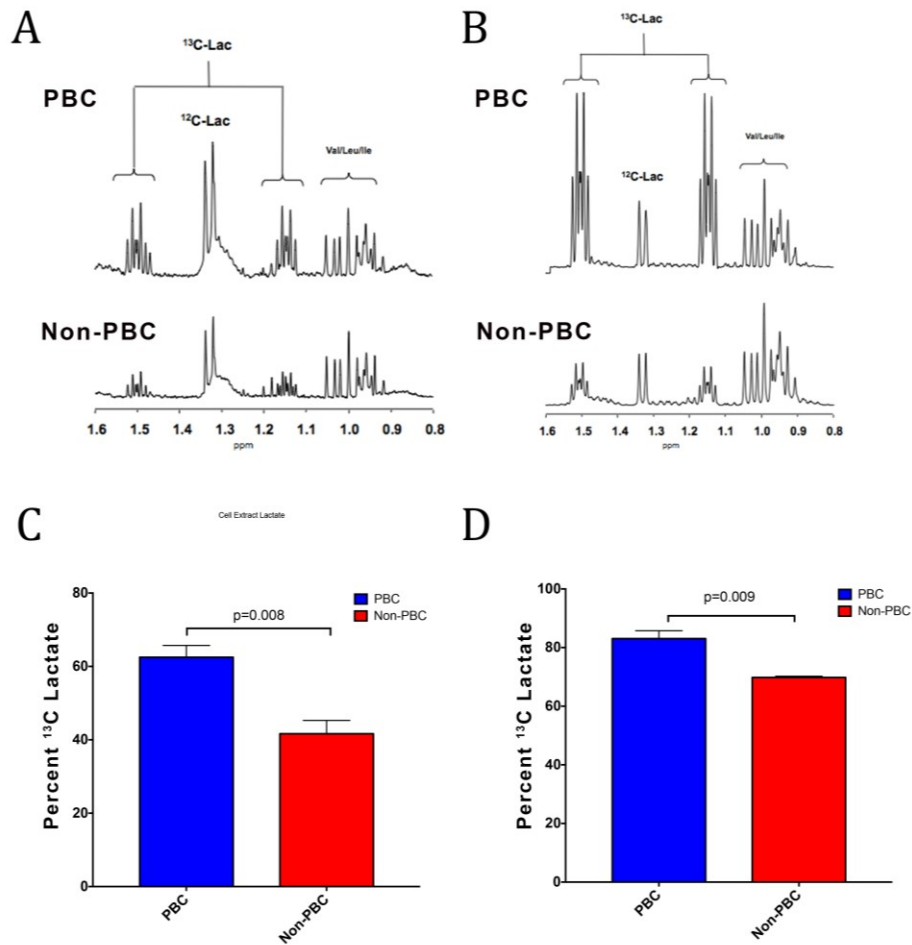 A
¹³C-Lac
PBC
¹²C-Lac
Val/Leu/Ile
Non-PBC
1.6 1.5 1.4 1.3 1.2 1.1 1.0 0.9 0.8
ppm
B
¹³C-Lac
PBC
¹²C-Lac
Val/Leu/Ile
Non-PBC
1.6 1.5 1.4 1.3 1.2 1.1 1.0 0.9 0.8
ppm
C
Cell Extract Lactate
Percent ¹³C Lactate
80
60
40
20
0
p=0.008
PBC
Non-PBC
PBC
Non-PBC
D
Percent ¹³C Lactate
100
80
60
40
20
0
p=0.009
PBC
Non-PBC
PBC
Non-PBC